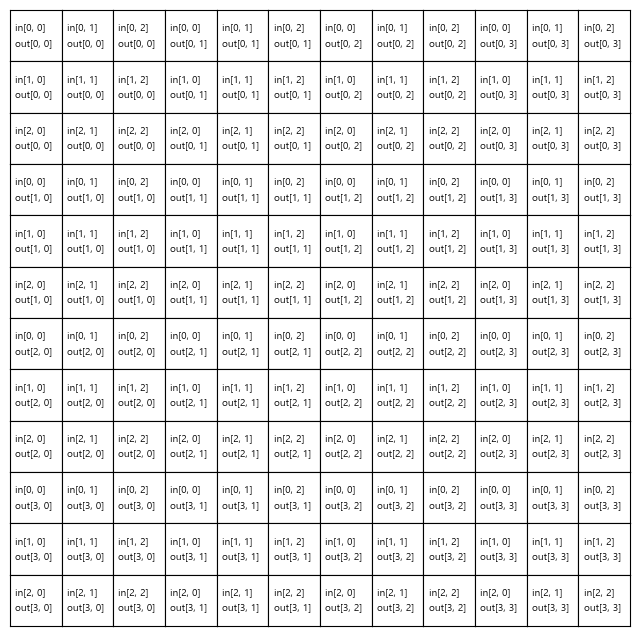 in[0, 0] in[0, 1] in[0, 2] in[0, 0] in[0, 1] in[0, 2] in[0, 0] in[0, 1] in[0, 2] in[0, 0] in[0, 1] in[0, 2]
out[0, 0] out[0, 0] out[0, 0] out[0, 1] out[0, 1] out[0, 1] out[0, 2] out[0, 2] out[0, 2] out[0, 3] out[0, 3] out[0, 3]
in[1, 0] in[1, 1] in[1, 2] in[1, 0] in[1, 1] in[1, 2] in[1, 0] in[1, 1] in[1, 2] in[1, 0] in[1, 1] in[1, 2]
out[0, 0] out[0, 0] out[0, 0] out[0, 1] out[0, 1] out[0, 1] out[0, 2] out[0, 2] out[0, 2] out[0, 3] out[0, 3] out[0, 3]
in[2, 0] in[2, 1] in[2, 2] in[2, 0] in[2, 1] in[2, 2] in[2, 0] in[2, 1] in[2, 2] in[2, 0] in[2, 1] in[2, 2]
out[0, 0] out[0, 0] out[0, 0] out[0, 1] out[0, 1] out[0, 1] out[0, 2] out[0, 2] out[0, 2] out[0, 3] out[0, 3] out[0, 3]
in[0, 0] in[0, 1] in[0, 2] in[0, 0] in[0, 1] in[0, 2] in[0, 0] in[0, 1] in[0, 2] in[0, 0] in[0, 1] in[0, 2]
out[1, 0] out[1, 0] out[1, 0] out[1, 1] out[1, 1] out[1, 1] out[1, 2] out[1, 2] out[1, 2] out[1, 3] out[1, 3] out[1, 3]
in[1, 0] in[1, 1] in[1, 2] in[1, 0] in[1, 1] in[1, 2] in[1, 0] in[1, 1] in[1, 2] in[1, 0] in[1, 1] in[1, 2]
out[1, 0] out[1, 0] out[1, 0] out[1, 1] out[1, 1] out[1, 1] out[1, 2] out[1, 2] out[1, 2] out[1, 3] out[1, 3] out[1, 3]
in[2, 0] in[2, 1] in[2, 2] in[2, 0] in[2, 1] in[2, 2] in[2, 0] in[2, 1] in[2, 2] in[2, 0] in[2, 1] in[2, 2]
out[1, 0] out[1, 0] out[1, 0] out[1, 1] out[1, 1] out[1, 1] out[1, 2] out[1, 2] out[1, 2] out[1, 3] out[1, 3] out[1, 3]
in[0, 0] in[0, 1] in[0, 2] in[0, 0] in[0, 1] in[0, 2] in[0, 0] in[0, 1] in[0, 2] in[0, 0] in[0, 1] in[0, 2]
out[2, 0] out[2, 0] out[2, 0] out[2, 1] out[2, 1] out[2, 1] out[2, 2] out[2, 2] out[2, 2] out[2, 3] out[2, 3] out[2, 3]
in[1, 0] in[1, 1] in[1, 2] in[1, 0] in[1, 1] in[1, 2] in[1, 0] in[1, 1] in[1, 2] in[1, 0] in[1, 1] in[1, 2]
out[2, 0] out[2, 0] out[2, 0] out[2, 1] out[2, 1] out[2, 1] out[2, 2] out[2, 2] out[2, 2] out[2, 3] out[2, 3] out[2, 3]
in[2, 0] in[2, 1] in[2, 2] in[2, 0] in[2, 1] in[2, 2] in[2, 0] in[2, 1] in[2, 2] in[2, 0] in[2, 1] in[2, 2]
out[2, 0] out[2, 0] out[2, 0] out[2, 1] out[2, 1] out[2, 1] out[2, 2] out[2, 2] out[2, 2] out[2, 3] out[2, 3] out[2, 3]
in[0, 0] in[0, 1] in[0, 2] in[0, 0] in[0, 1] in[0, 2] in[0, 0] in[0, 1] in[0, 2] in[0, 0] in[0, 1] in[0, 2]
out[3, 0] out[3, 0] out[3, 0] out[3, 1] out[3, 1] out[3, 1] out[3, 2] out[3, 2] out[3, 2] out[3, 3] out[3, 3] out[3, 3]
in[1, 0] in[1, 1] in[1, 2] in[1, 0] in[1, 1] in[1, 2] in[1, 0] in[1, 1] in[1, 2] in[1, 0] in[1, 1] in[1, 2]
out[3, 0] out[3, 0] out[3, 0] out[3, 1] out[3, 1] out[3, 1] out[3, 2] out[3, 2] out[3, 2] out[3, 3] out[3, 3] out[3, 3]
in[2, 0] in[2, 1] in[2, 2] in[2, 0] in[2, 1] in[2, 2] in[2, 0] in[2, 1] in[2, 2] in[2, 0] in[2, 1] in[2, 2]
out[3, 0] out[3, 0] out[3, 0] out[3, 1] out[3, 1] out[3, 1] out[3, 2] out[3, 2] out[3, 2] out[3, 3] out[3, 3] out[3, 3]